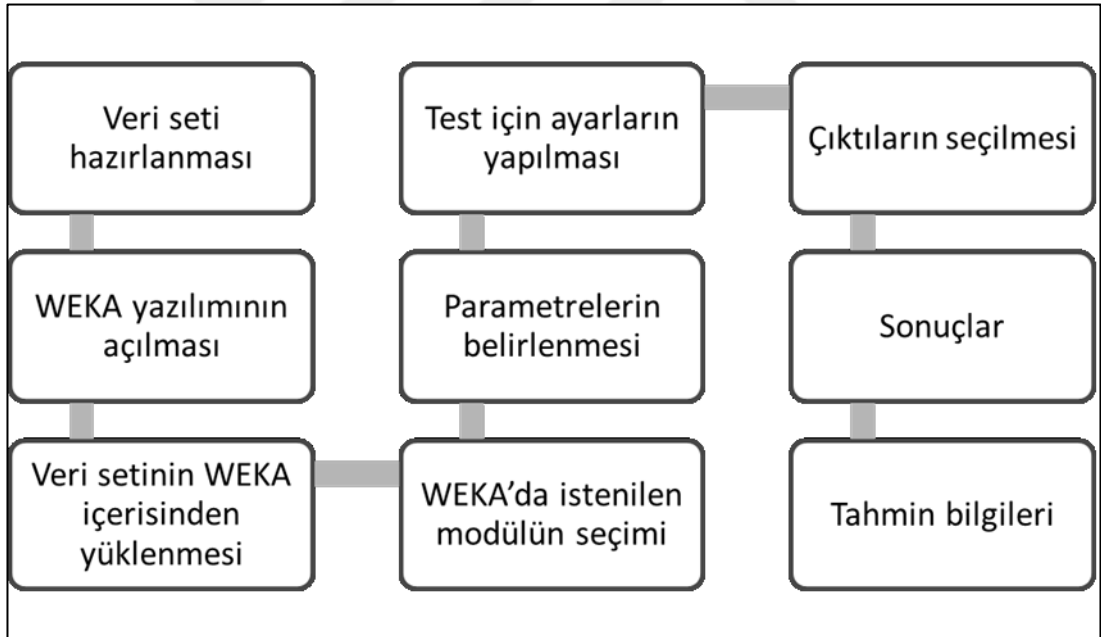 Veri seti
hazırlanması
WEKA yazılımının
açılması
Veri setinin WEKA
içerisinden
yüklenmesi
WEKA’da istenilen
modülün seçimi
Parametrelerin
belirlenmesi
Test için ayarların
yapılması
Çıktıların seçilmesi
Sonuçlar
Tahmin bilgileri